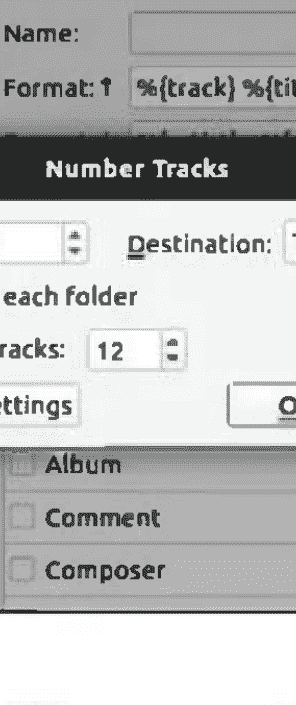 Name:
Format: ↑ %{track} %{tit
Number Tracks
Destination: T
each folder
racks: 12
ettings O
Album
Comment
Composer